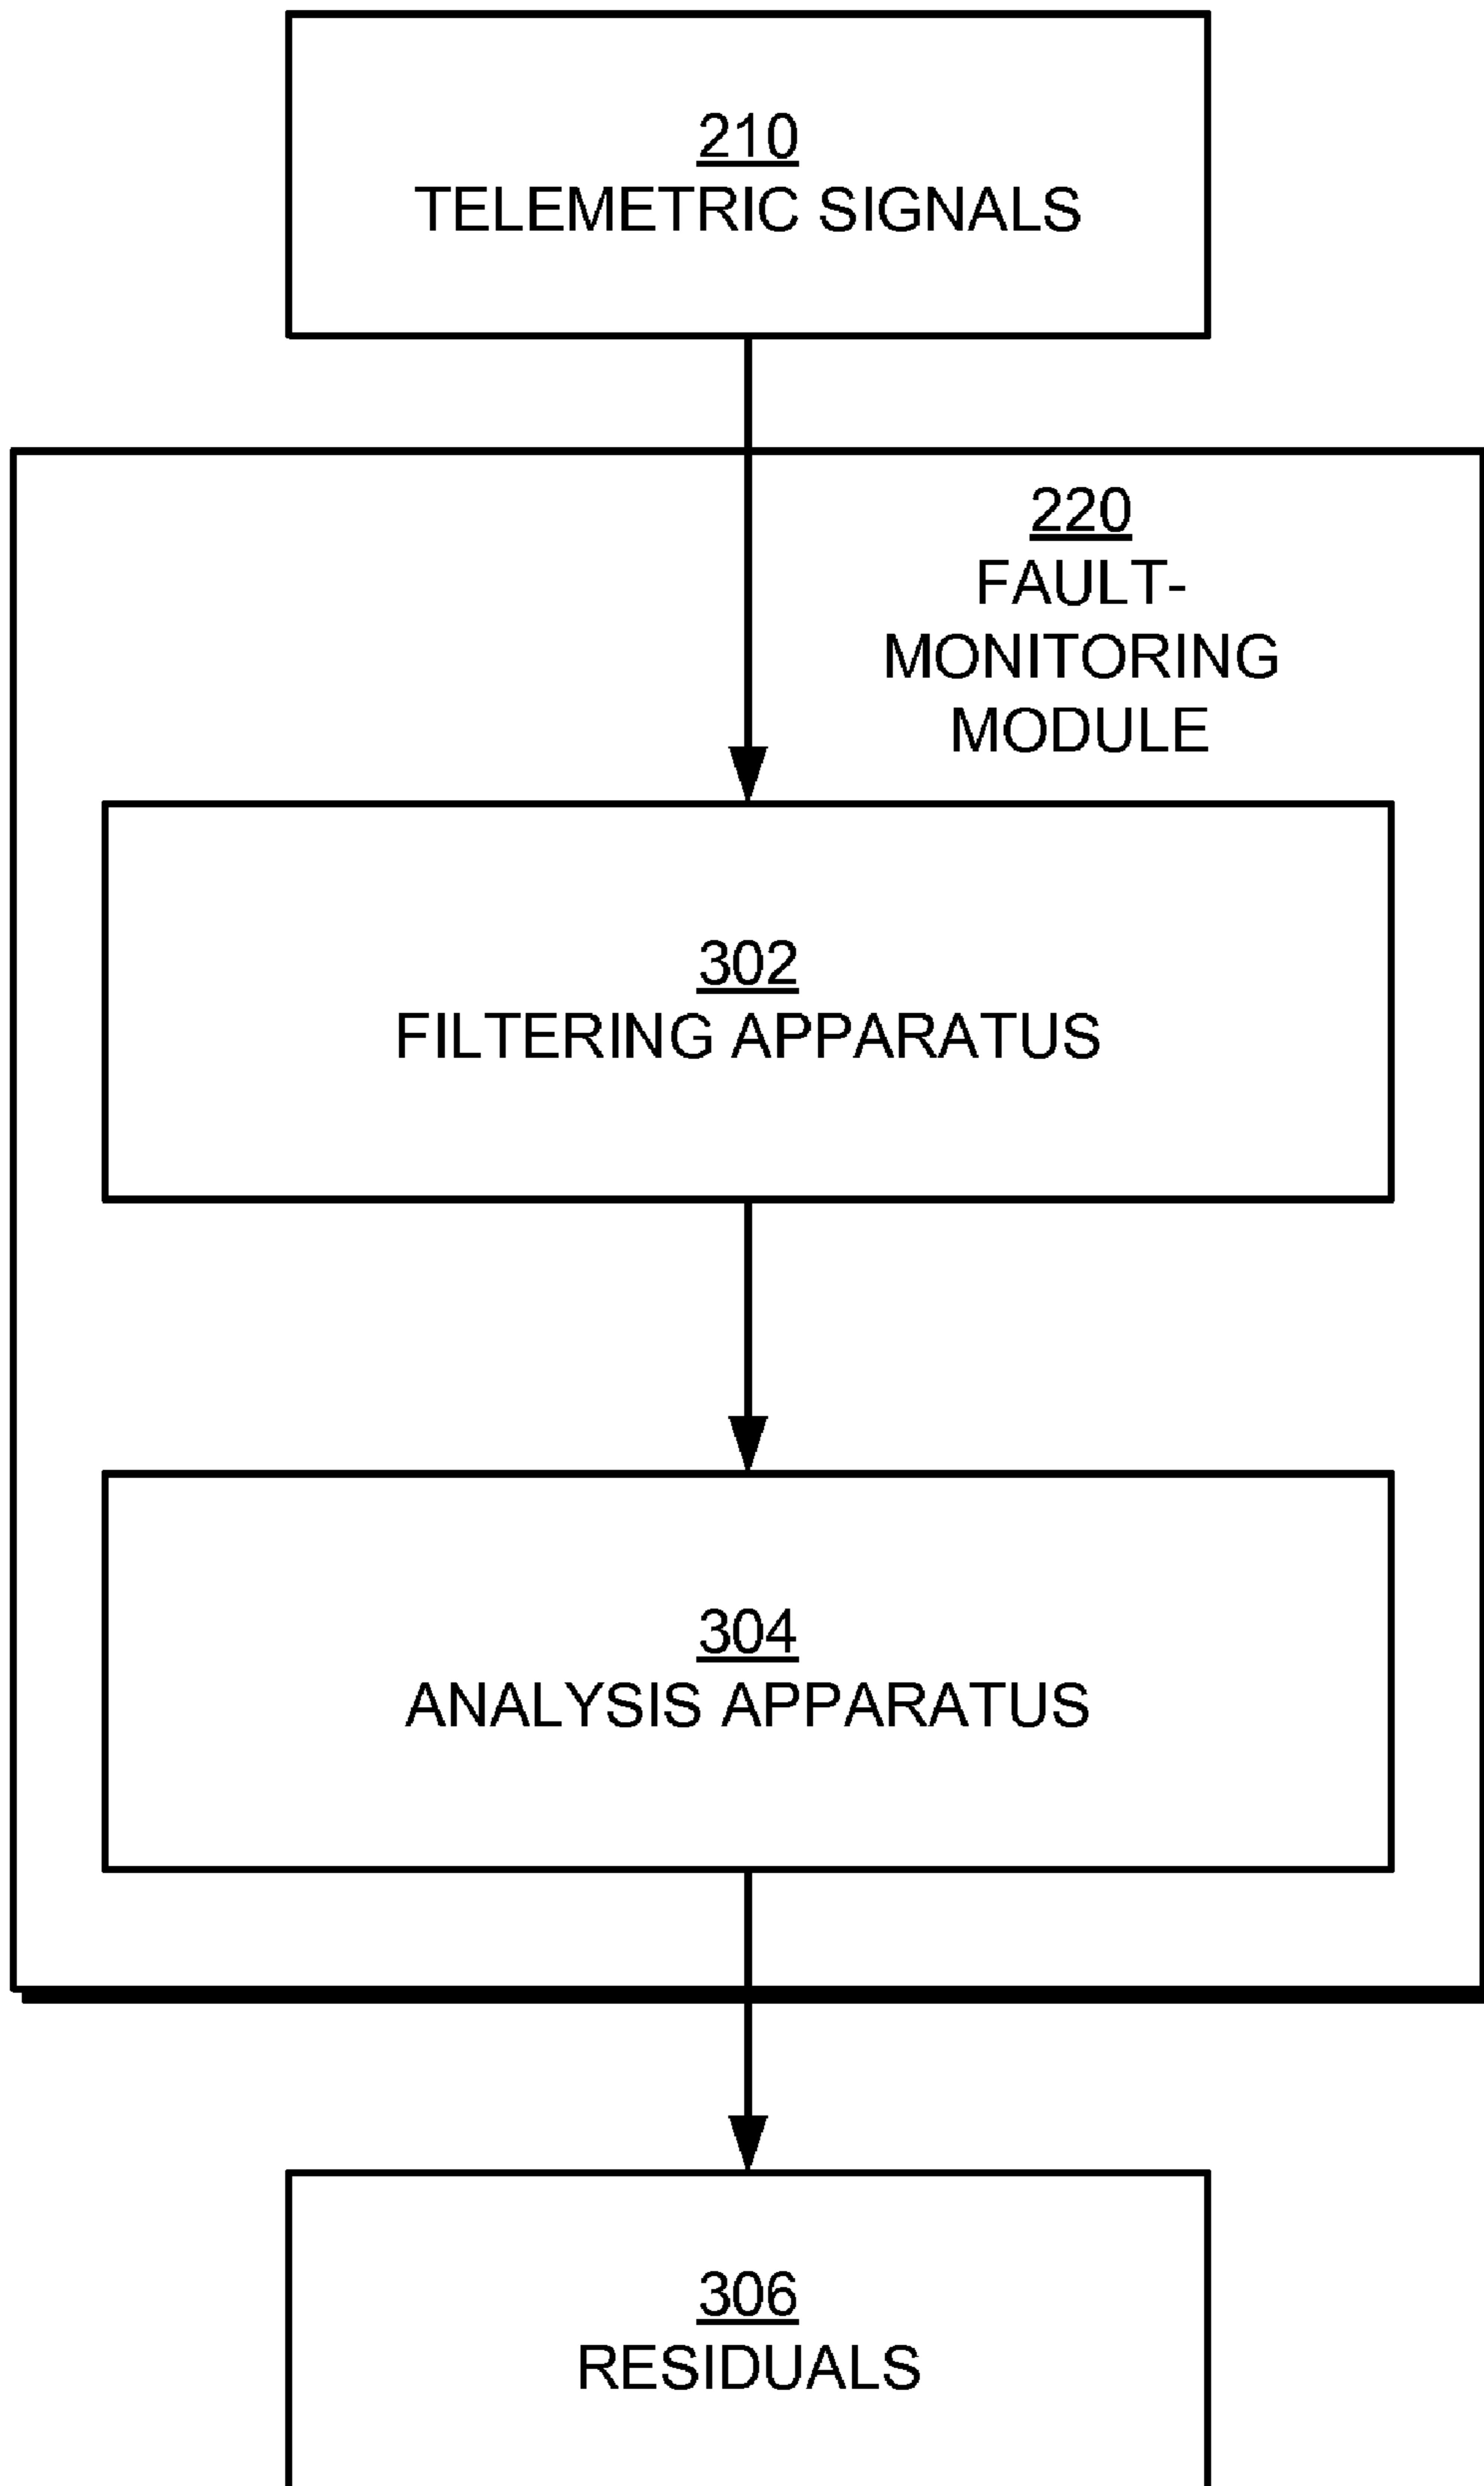 210
TELEMETRIC SIGNALS
220
FAULT-
MONITORING
MODULE
302
FILTERING APPARATUS
304
ANALYSIS APPARATUS
306
RESIDUALS